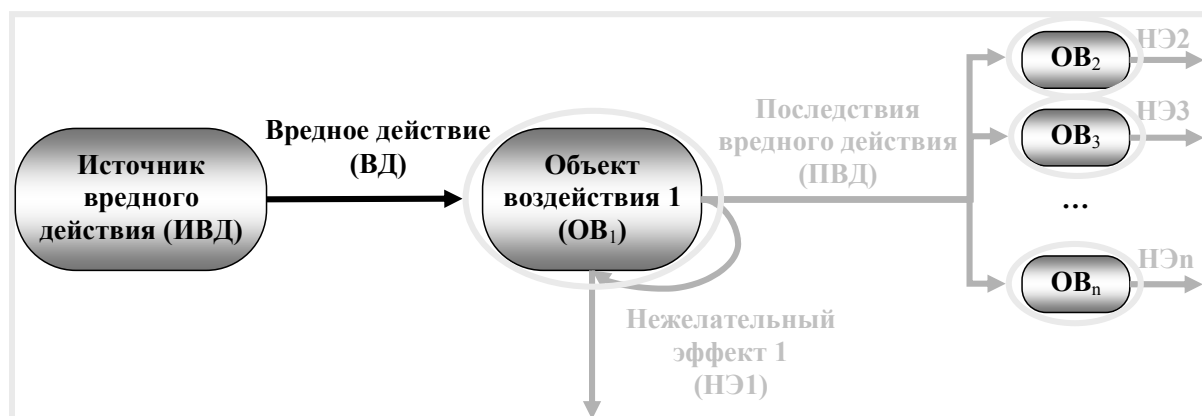 Источник
вредного
действия (ИВД)
Вредное действие
(ВД)
Объект
воздействия 1
(ОВ1)
Последствия
вредного действия
(ПВД)
Нежелательный
эффект 1
(НЭ1)
ОВ2
НЭ2
ОВ3
НЭ3
...
ОВn
НЭn